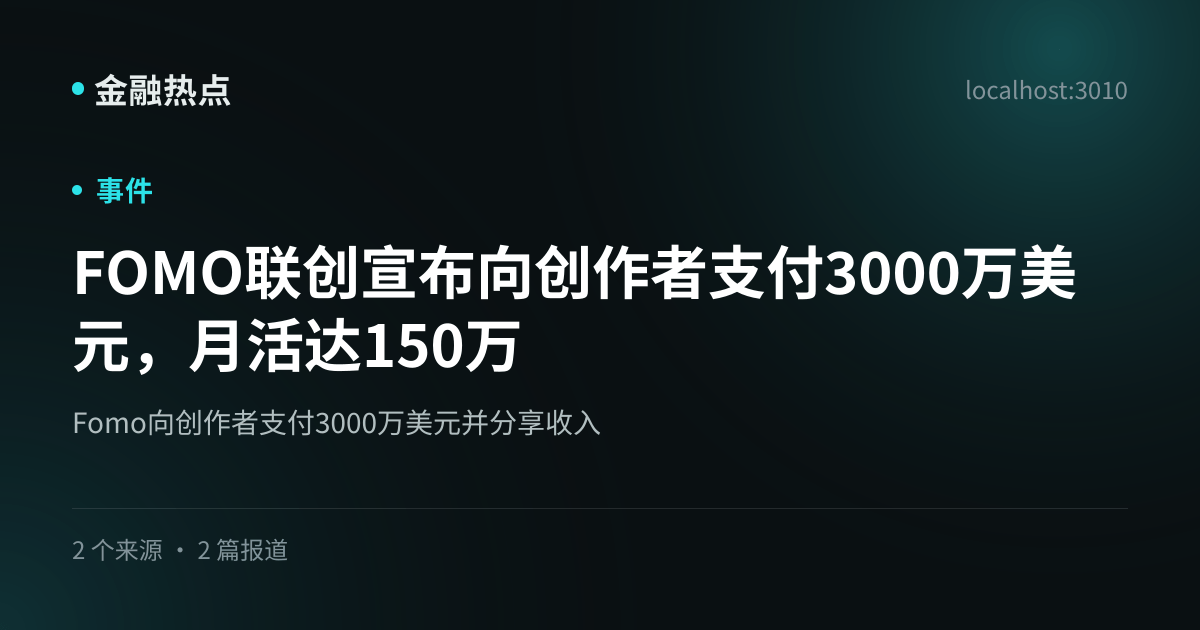 金融热点
localhost:3010
事件
FOMO联创宣布向创作者支付3000万美
元，月活达150万
Fomo向创作者支付3000万美元并分享收入
2 个来源 · 2 篇报道